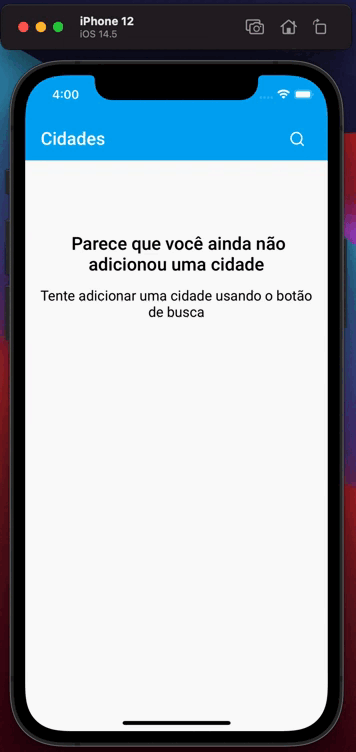 iPhone 12
iOS 14.5
4:00
Cidades
Parece que você ainda não
adicionou uma cidade
Tente adicionar uma cidade usando o botão
de busca